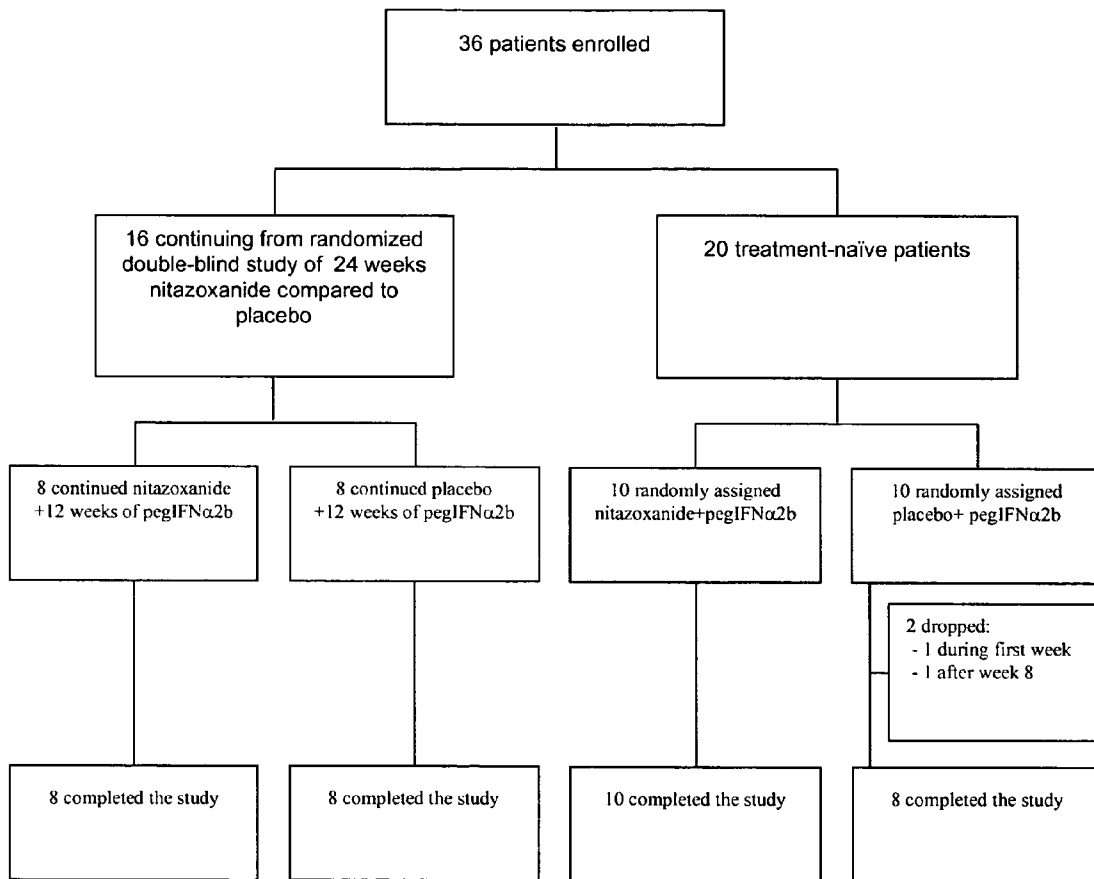 36 patients enrolled
16 continuing from randomized
double-blind study of 24 weeks
nitazoxanide compared to
placebo
20 treatment-naïve patients
8 continued nitazoxanide
+12 weeks of pegIFNα2b
8 continued placebo
+12 weeks of pegIFNα2b
10 randomly assigned
nitazoxanide+pegIFNα2b
10 randomly assigned
placebo+ pegIFNα2b
2 dropped:
- 1 during first week
- 1 after week 8
8 completed the study
8 completed the study
10 completed the study
8 completed the study